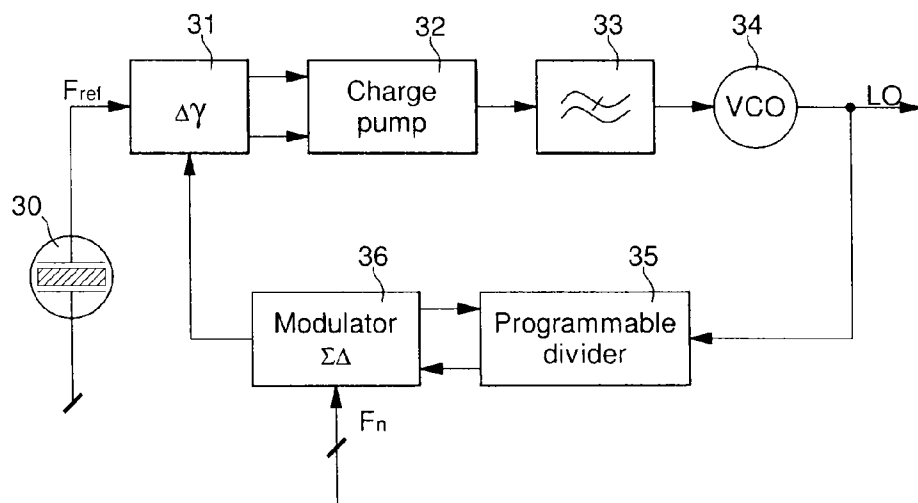 31
32
33
34
Fref
Δγ
Charge
pump
VCO
LO
30
36
35
Modulator
ΣΔ
Programmable
divider
Fn